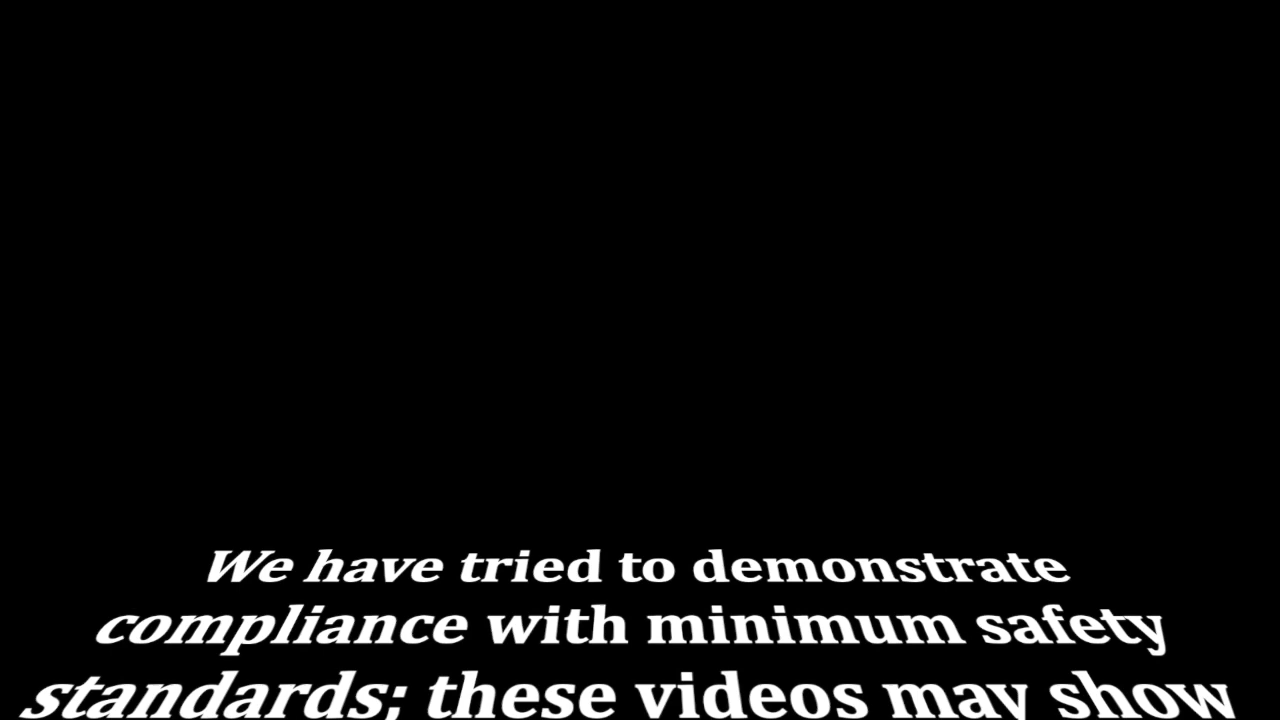 We have tried to demonstrate
compliance with minimum safety
standards; these videos may show